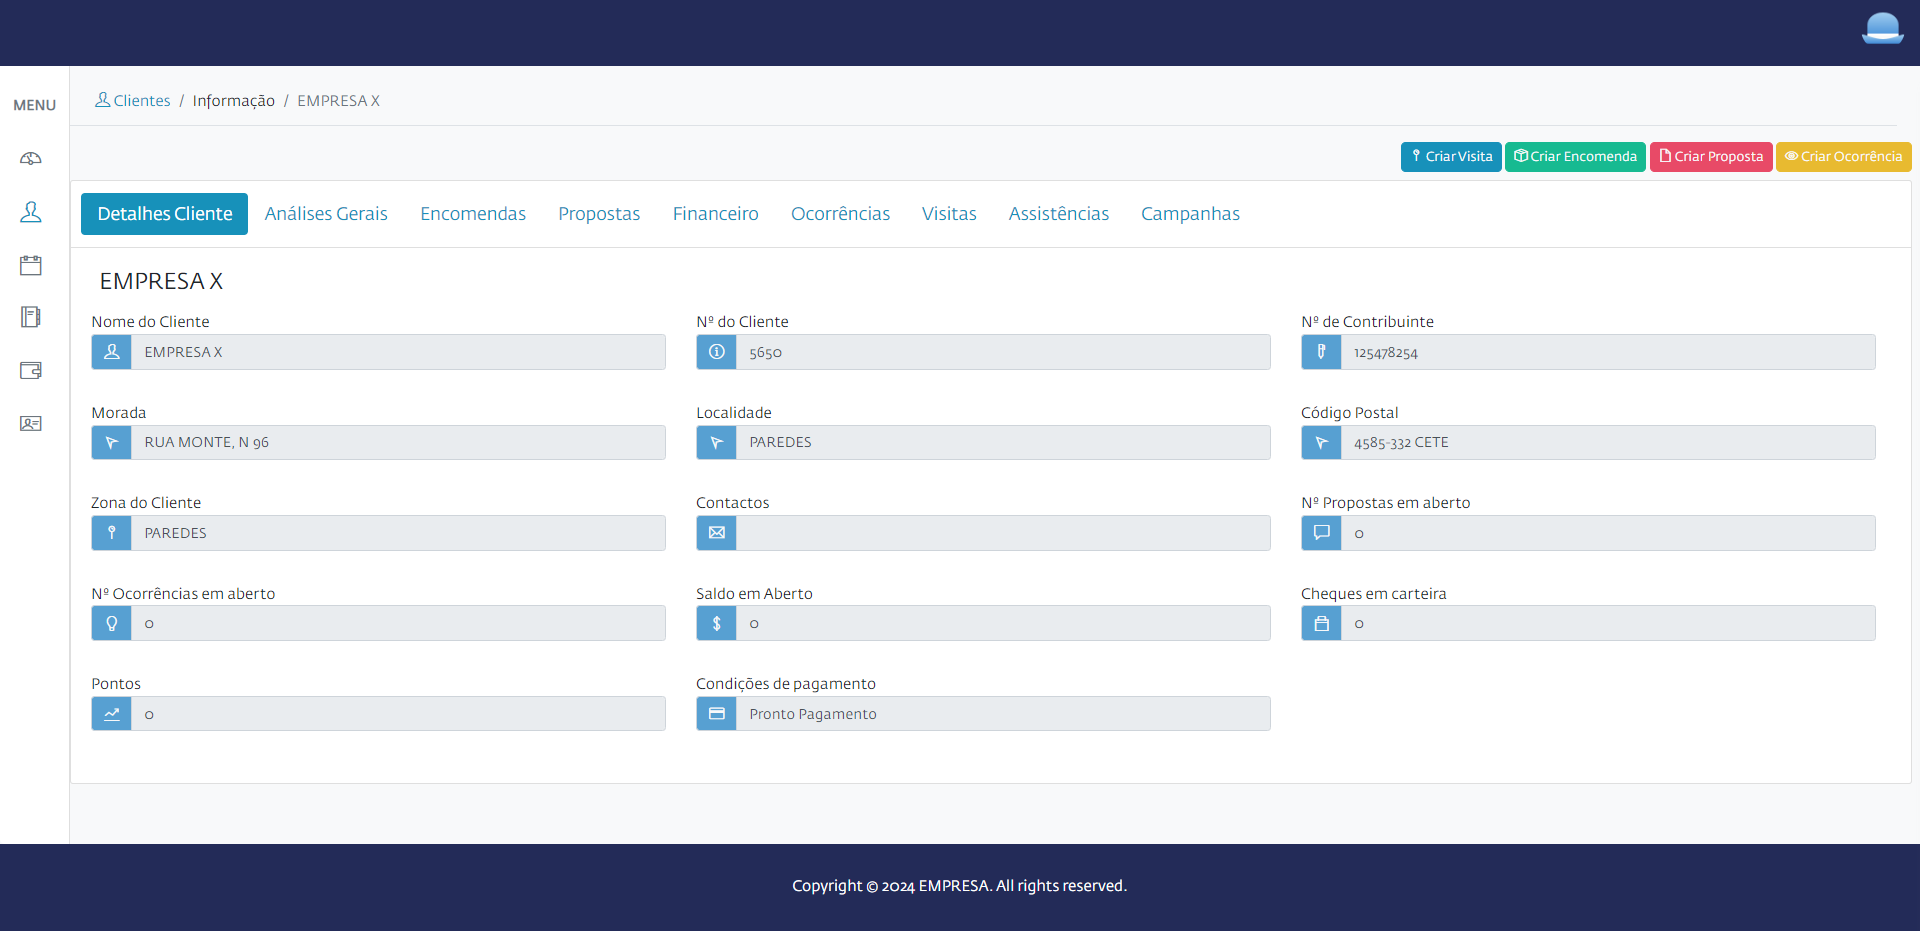 MENU
Clientes / Informação / EMPRESA X
Criar Visita Criar Encomenda Criar Proposta Criar Ocorrência
Detalhes Cliente Análises Gerais Encomendas Propostas Financeiro Ocorrências Visitas Assistências Campanhas
EMPRESA X
Nome do Cliente Nº do Cliente Nº de Contribuinte
EMPRESA X 5650 125478254
Morada Localidade Código Postal
RUA MONTE, N 96 PAREDES 4585-332 CETE
Zona do Cliente Contactos Nº Propostas em aberto
PAREDES 0
Nº Ocorrências em aberto Saldo em Aberto Cheques em carteira
0 0 0
Pontos Condições de pagamento
0 Pronto Pagamento
Copyright © 2024 EMPRESA. All rights reserved.